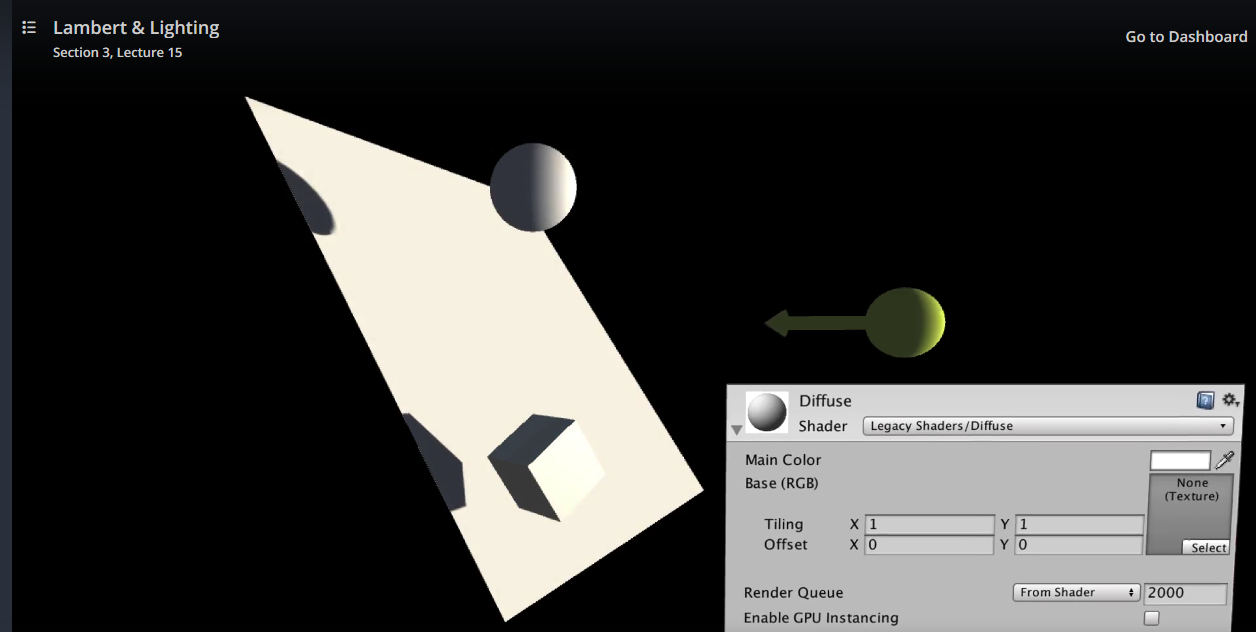 Lambert & Lighting
Section 3, Lecture 15
Go to Dashboard
Diffuse
Shader Legacy Shaders/Diffuse
Main Color
Base (RGB)
None
(Texture)
Tiling X 1 Y 1
Offset X 0 Y 0
Select
Render Queue From Shader 2000
Enable GPU Instancing